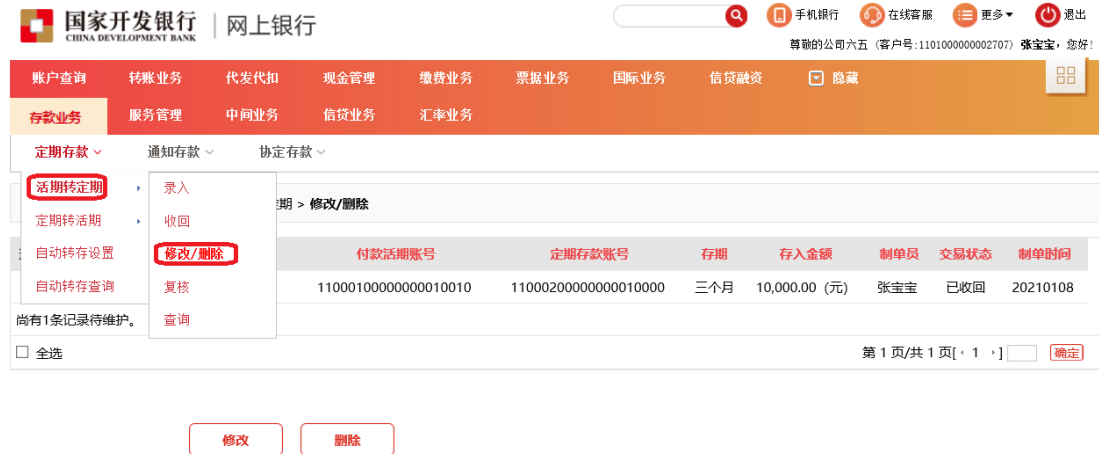 国家开发银行 网上银行 手机银行 在线客服 更多 退出
CHINA DEVELOPMENT BANK
尊敬的公司六五（客户号:1101000000002707）张宝宝，您好！
账户查询 转账业务 代发代扣 现金管理 缴费业务 票据业务 国际业务 信贷融资 隐藏
存款业务 服务管理 中间业务 信贷业务 汇率业务
定期存款 通知存款 协定存款
活期转定期 录入
期 > 修改/删除
定期转活期 收回
自动转存设置 修改/删除 付款活期账号 定期存款账号 存期 存入金额 制单员 交易状态 制单时间
自动转存查询 复核 11000100000000010010 11000200000000010000 三个月 10,000.00 (元) 张宝宝 已收回 20210108
尚有1条记录待维护。 查询
全选 第 1 页/共 1 页[ 1 ] 确定
修改 删除